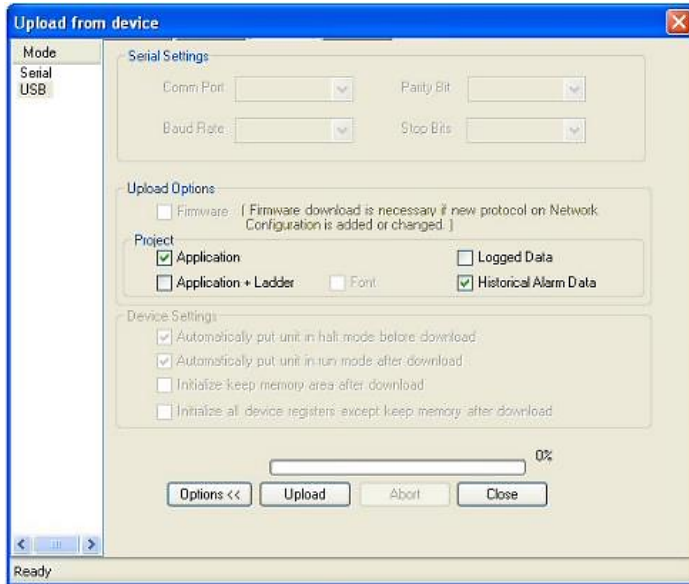 Upload from device
Mode
Serial
USB
Serial Settings
Comm Port
Parity Bit
Baud Rate
Stop Bits
Upload Options
Firmware ( Firmware download is necessary if new protocol on Network
Configuration is added or changed. )
Project
Application
Logged Data
Application + Ladder
Font
Historical Alarm Data
Device Settings
Automatically put unit in halt mode before download
Automatically put unit in run mode after download
Initialize keep memory area after download
Initialize all device registers except keep memory after download
0%
Options <<
Upload
Abort
Close
Ready